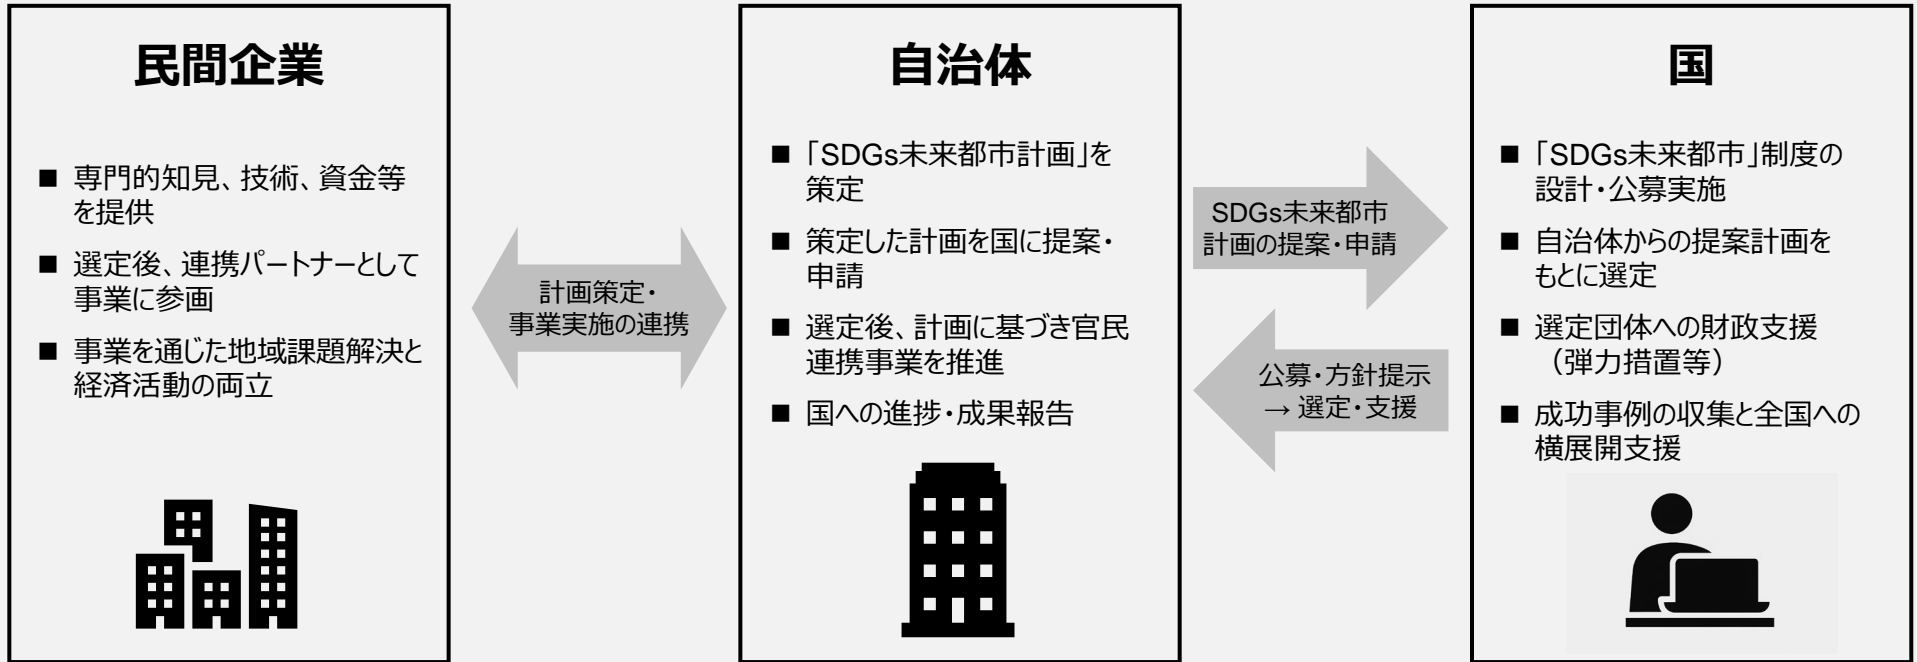 民間企業
■ 専門的知見、技術、資金等
を提供
■ 選定後、連携パートナーとして
事業に参画
■ 事業を通じた地域課題解決と
経済活動の両立
計画策定・
事業実施の連携
自治体
■ 「SDGs未来都市計画」を
策定
■ 策定した計画を国に提案・
申請
■ 選定後、計画に基づき官民
連携事業を推進
■ 国への進捗・成果報告
SDGs未来都市
計画の提案・申請
公募・方針提示
→ 選定・支援
国
■ 「SDGs未来都市」制度の
設計・公募実施
■ 自治体からの提案計画を
もとに選定
■ 選定団体への財政支援
（弾力措置等）
■ 成功事例の収集と全国への
横展開支援